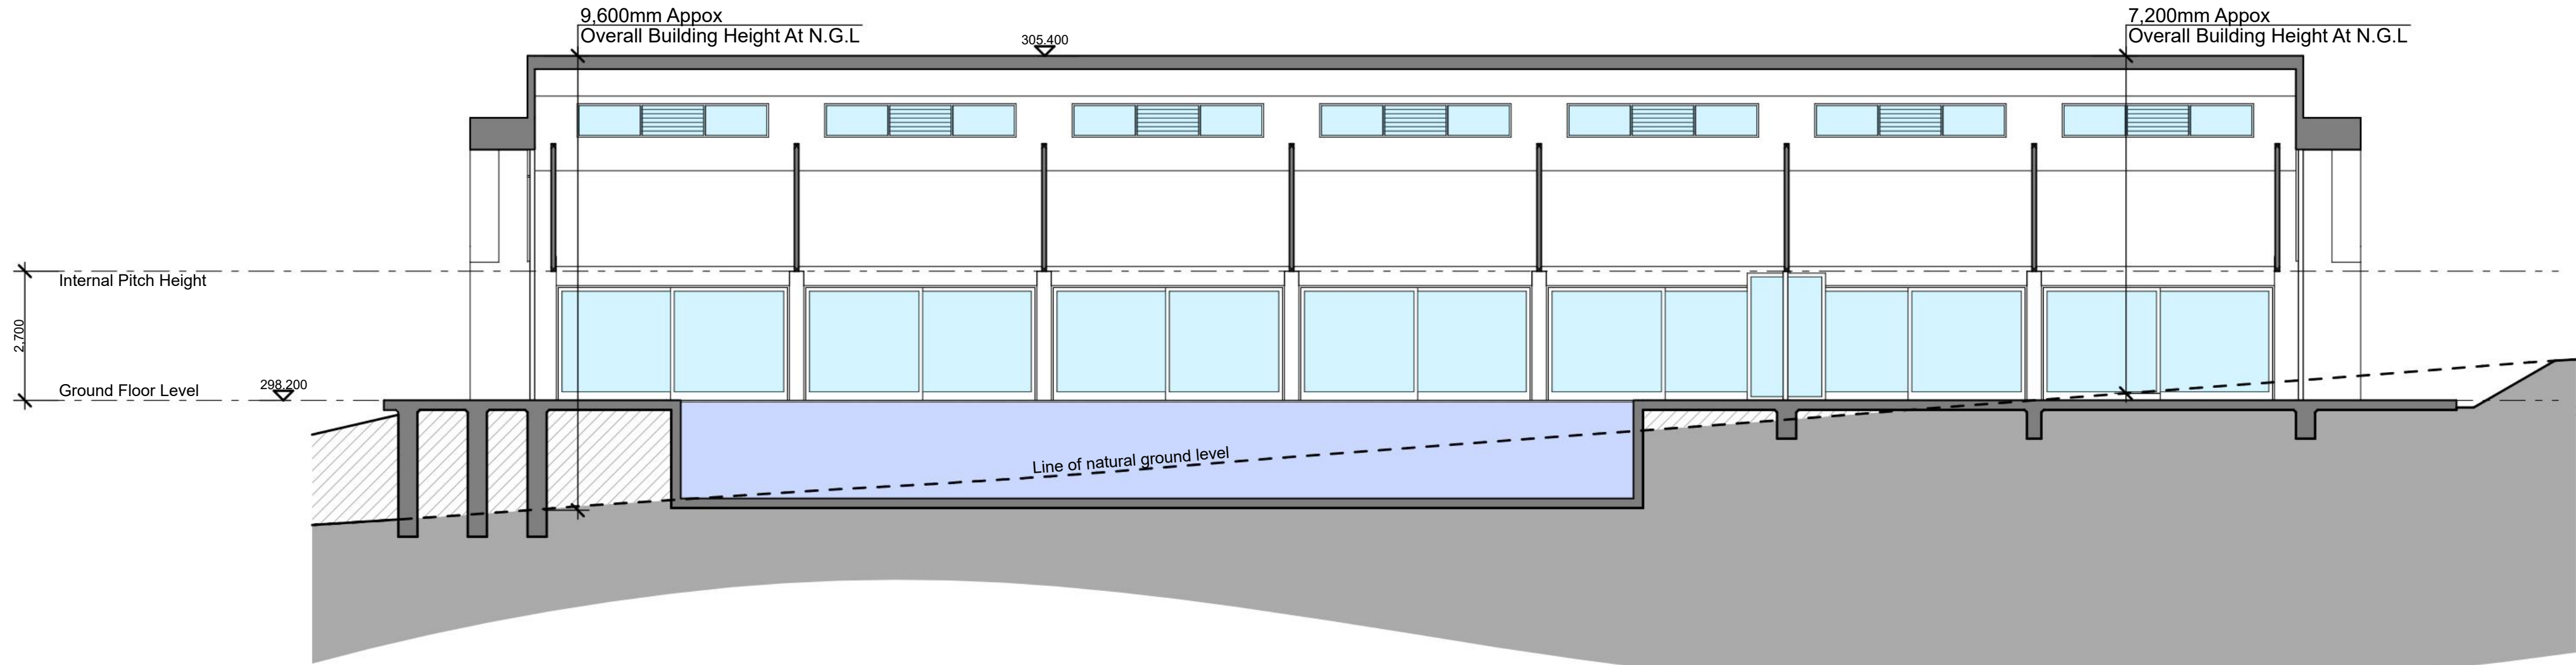 9,600mm Appox
Overall Building Height At N.G.L
305,400
7,200mm Appox
Overall Building Height At N.G.L
Internal Pitch Height
2,700
Ground Floor Level
298,200
Line of natural ground level